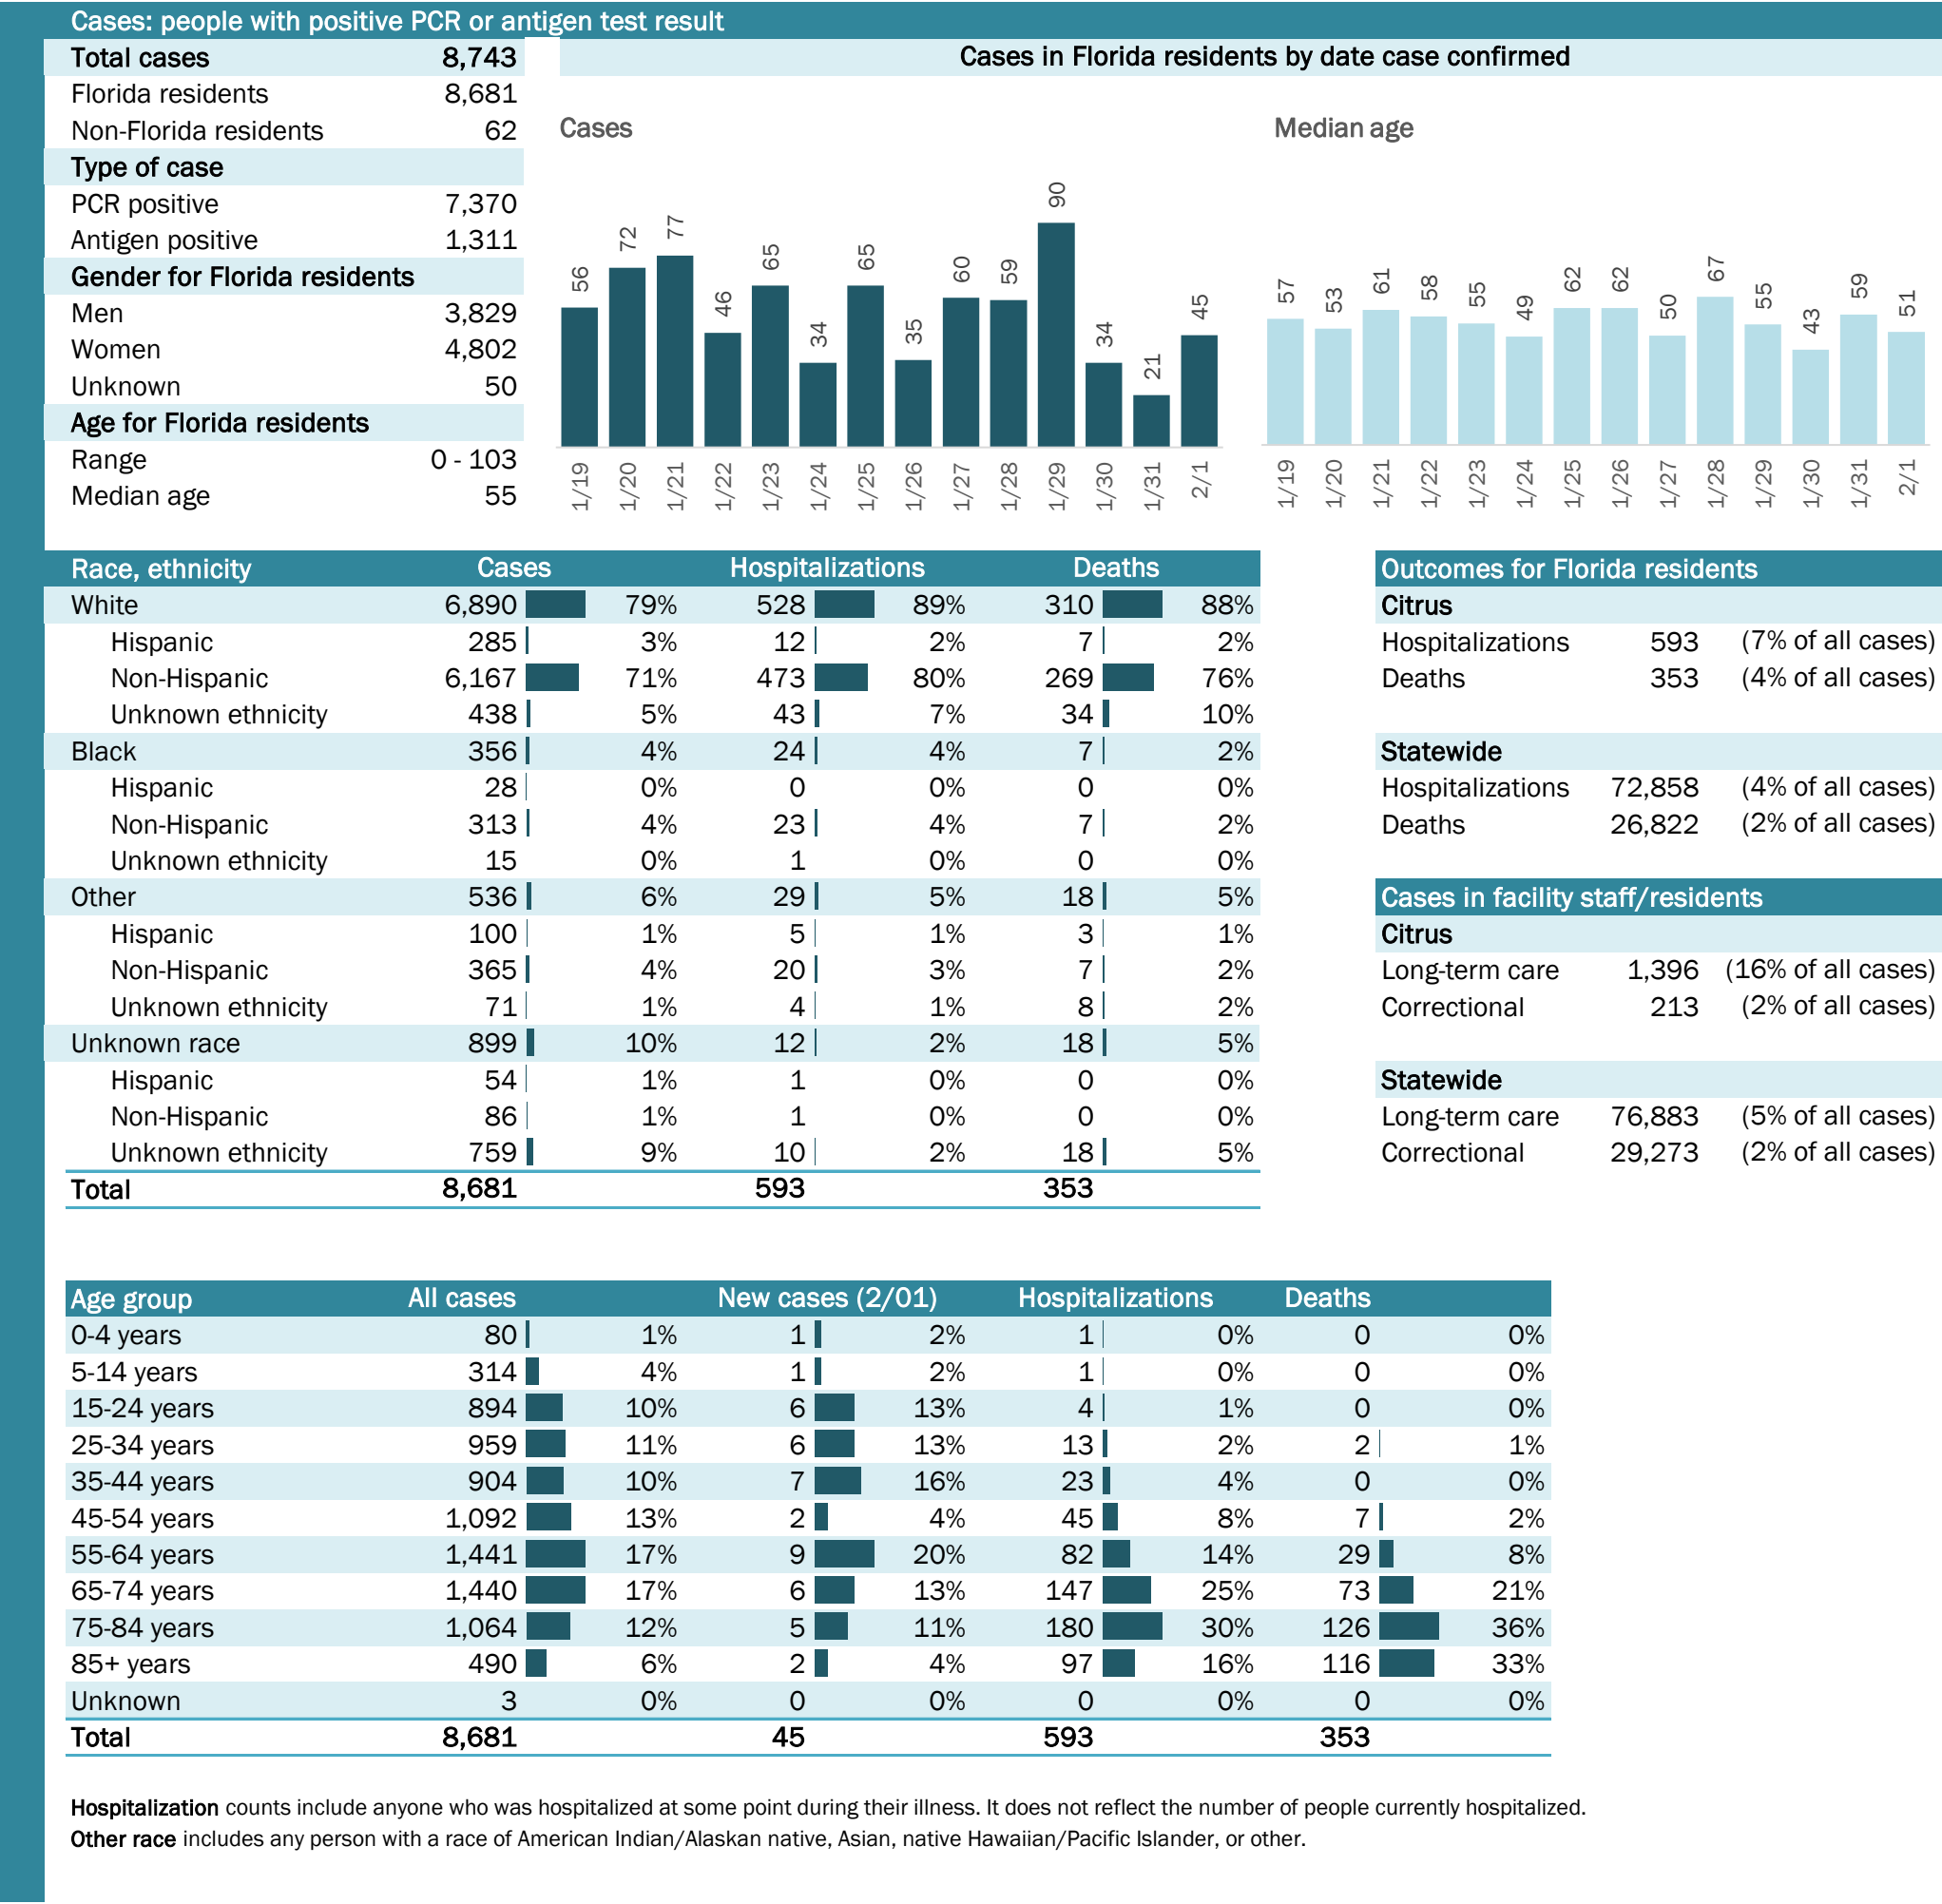 Cases: people with positive PCR or antigen test result
Total cases 8,743
Florida residents 8,681
Non-Florida residents 62
Type of case
PCR positive 7,370
Antigen positive 1,311
Gender for Florida residents
Men 3,829
Women 4,802
Unknown 50
Age for Florida residents
Range 0 - 103
Median age 55
Cases in Florida residents by date case confirmed
Cases
56 72 77 46 65 34 65 35 60 59 90 34 21 45
1/19 1/20 1/21 1/22 1/23 1/24 1/25 1/26 1/27 1/28 1/29 1/30 1/31 2/1
Median age
57 53 61 58 55 49 62 62 50 67 55 43 59 51
1/19 1/20 1/21 1/22 1/23 1/24 1/25 1/26 1/27 1/28 1/29 1/30 1/31 2/1
Race, ethnicity Cases Hospitalizations Deaths
White 6,890 79% 528 89% 310 88%
Hispanic 285 3% 12 2% 7 2%
Non-Hispanic 6,167 71% 473 80% 269 76%
Unknown ethnicity 438 5% 43 7% 34 10%
Black 356 4% 24 4% 7 2%
Hispanic 28 0% 0 0% 0 0%
Non-Hispanic 313 4% 23 4% 7 2%
Unknown ethnicity 15 0% 1 0% 0 0%
Other 536 6% 29 5% 18 5%
Hispanic 100 1% 5 1% 3 1%
Non-Hispanic 365 4% 20 3% 7 2%
Unknown ethnicity 71 1% 4 1% 8 2%
Unknown race 899 10% 12 2% 18 5%
Hispanic 54 1% 1 0% 0 0%
Non-Hispanic 86 1% 1 0% 0 0%
Unknown ethnicity 759 9% 10 2% 18 5%
Total 8,681 593 353
Outcomes for Florida residents
Citrus
Hospitalizations 593 (7% of all cases)
Deaths 353 (4% of all cases)
Statewide
Hospitalizations 72,858 (4% of all cases)
Deaths 26,822 (2% of all cases)
Cases in facility staff/residents
Citrus
Long-term care 1,396 (16% of all cases)
Correctional 213 (2% of all cases)
Statewide
Long-term care 76,883 (5% of all cases)
Correctional 29,273 (2% of all cases)
Age group All cases New cases (2/01) Hospitalizations Deaths
0-4 years 80 1% 1 2% 1 0% 0 0%
5-14 years 314 4% 1 2% 1 0% 0 0%
15-24 years 894 10% 6 13% 4 1% 0 0%
25-34 years 959 11% 6 13% 13 2% 2 1%
35-44 years 904 10% 7 16% 23 4% 0 0%
45-54 years 1,092 13% 2 4% 45 8% 7 2%
55-64 years 1,441 17% 9 20% 82 14% 29 8%
65-74 years 1,440 17% 6 13% 147 25% 73 21%
75-84 years 1,064 12% 5 11% 180 30% 126 36%
85+ years 490 6% 2 4% 97 16% 116 33%
Unknown 3 0% 0 0% 0 0% 0 0%
Total 8,681 45 593 353
Hospitalization counts include anyone who was hospitalized at some point during their illness. It does not reflect the number of people currently hospitalized.
Other race includes any person with a race of American Indian/Alaskan native, Asian, native Hawaiian/Pacific Islander, or other.